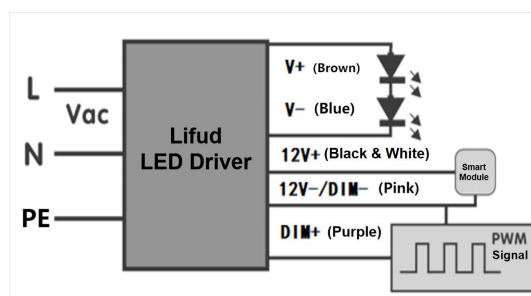 L
Vac
N
PE
Lifud
LED Driver
V+ (Brown)
V- (Blue)
12V+ (Black & White)
12V-/DIM- (Pink)
DIM+ (Purple)
Smart
Module
PWM
Signal